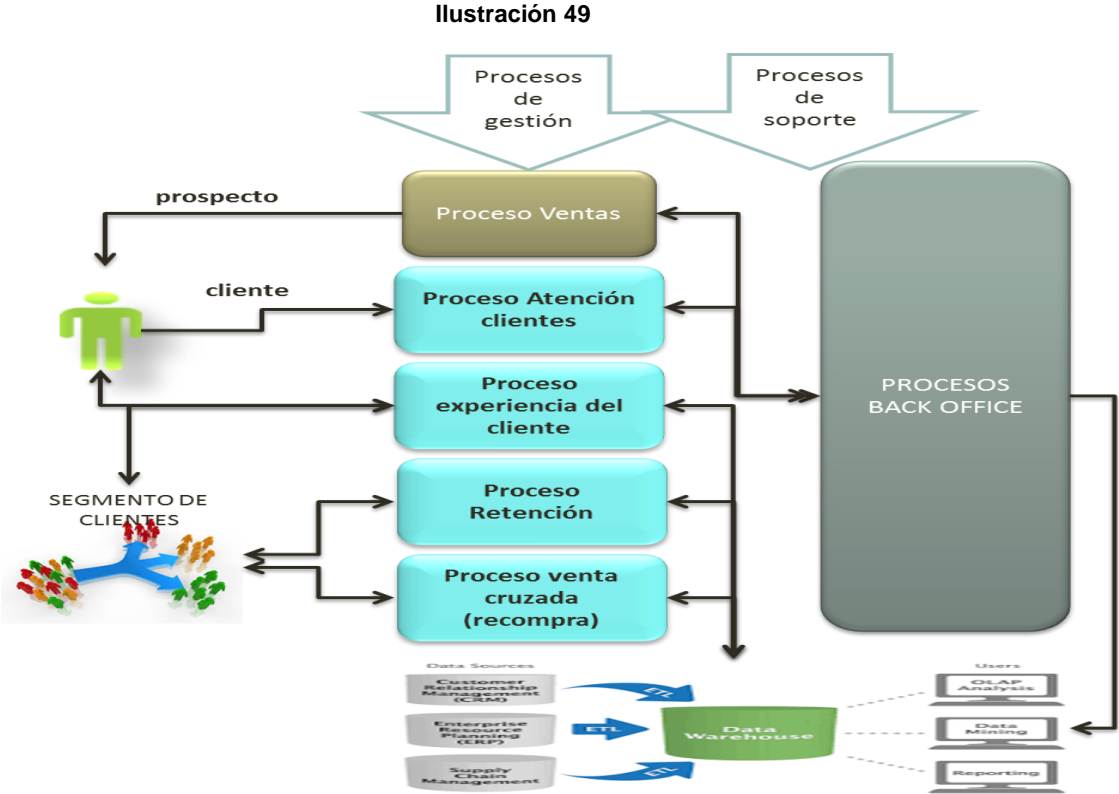 Ilustración 49
Procesos
de
gestión
Procesos
de
soporte
prospecto
Proceso Ventas
cliente
Proceso Atención
clientes
Proceso
experiencia del
cliente
PROCESOS
BACK OFFICE
SEGMENTO DE
CLIENTES
Proceso
Retención
Proceso venta
cruzada
(recompra)
Data Sources
Users
Customer
Relationship
Management
(CRM)
ETL
OLAP
Analysis
Enterprise
Resource
Planning
(ERP)
ETL
Data
Warehouse
Data
Mining
Supply
Chain
Management
ETL
Reporting